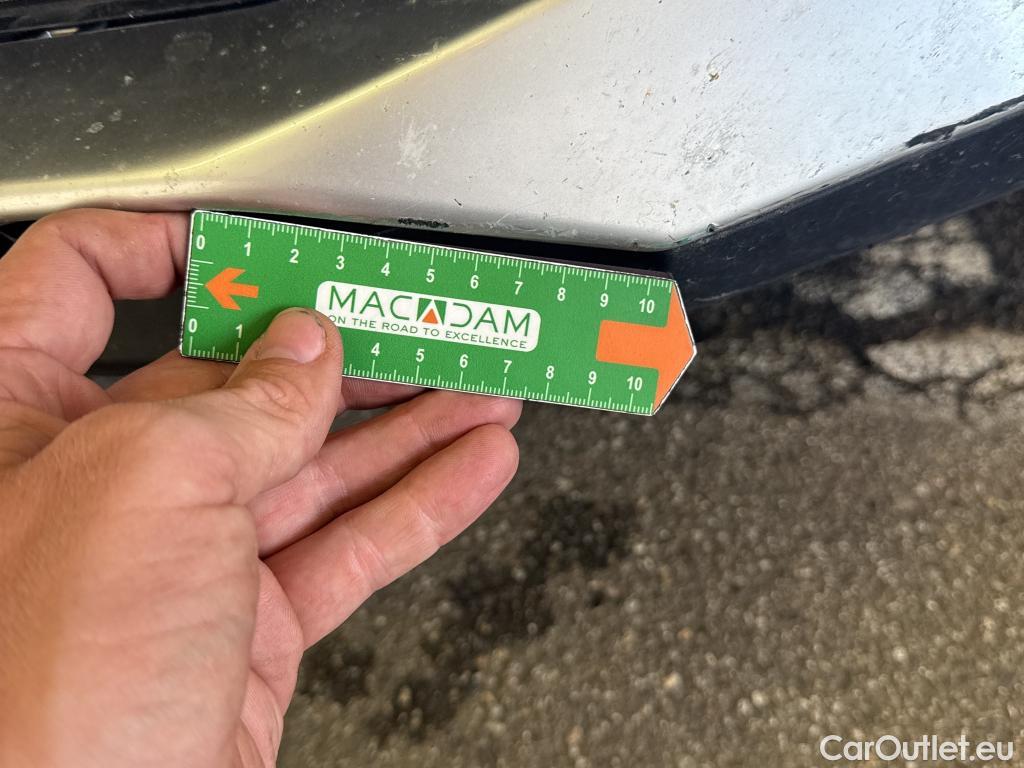 0 1 2 3 4 5 6 7 8 9 10
MACADAM
ON THE ROAD TO EXCELLENCE
0 1 4 5 6 7 8 9 10
CarOutlet.eu